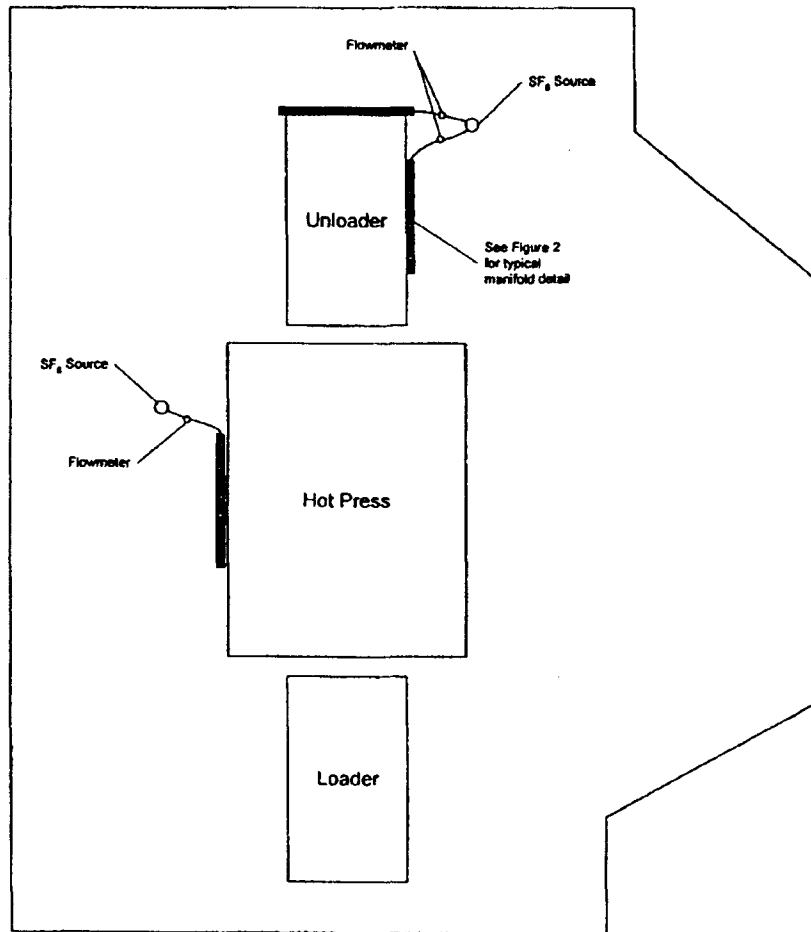 Flowmeter
SF₆ Source
Unloader
See Figure 2
for typical
manifold detail
SF₆ Source
Flowmeter
Hot Press
Loader